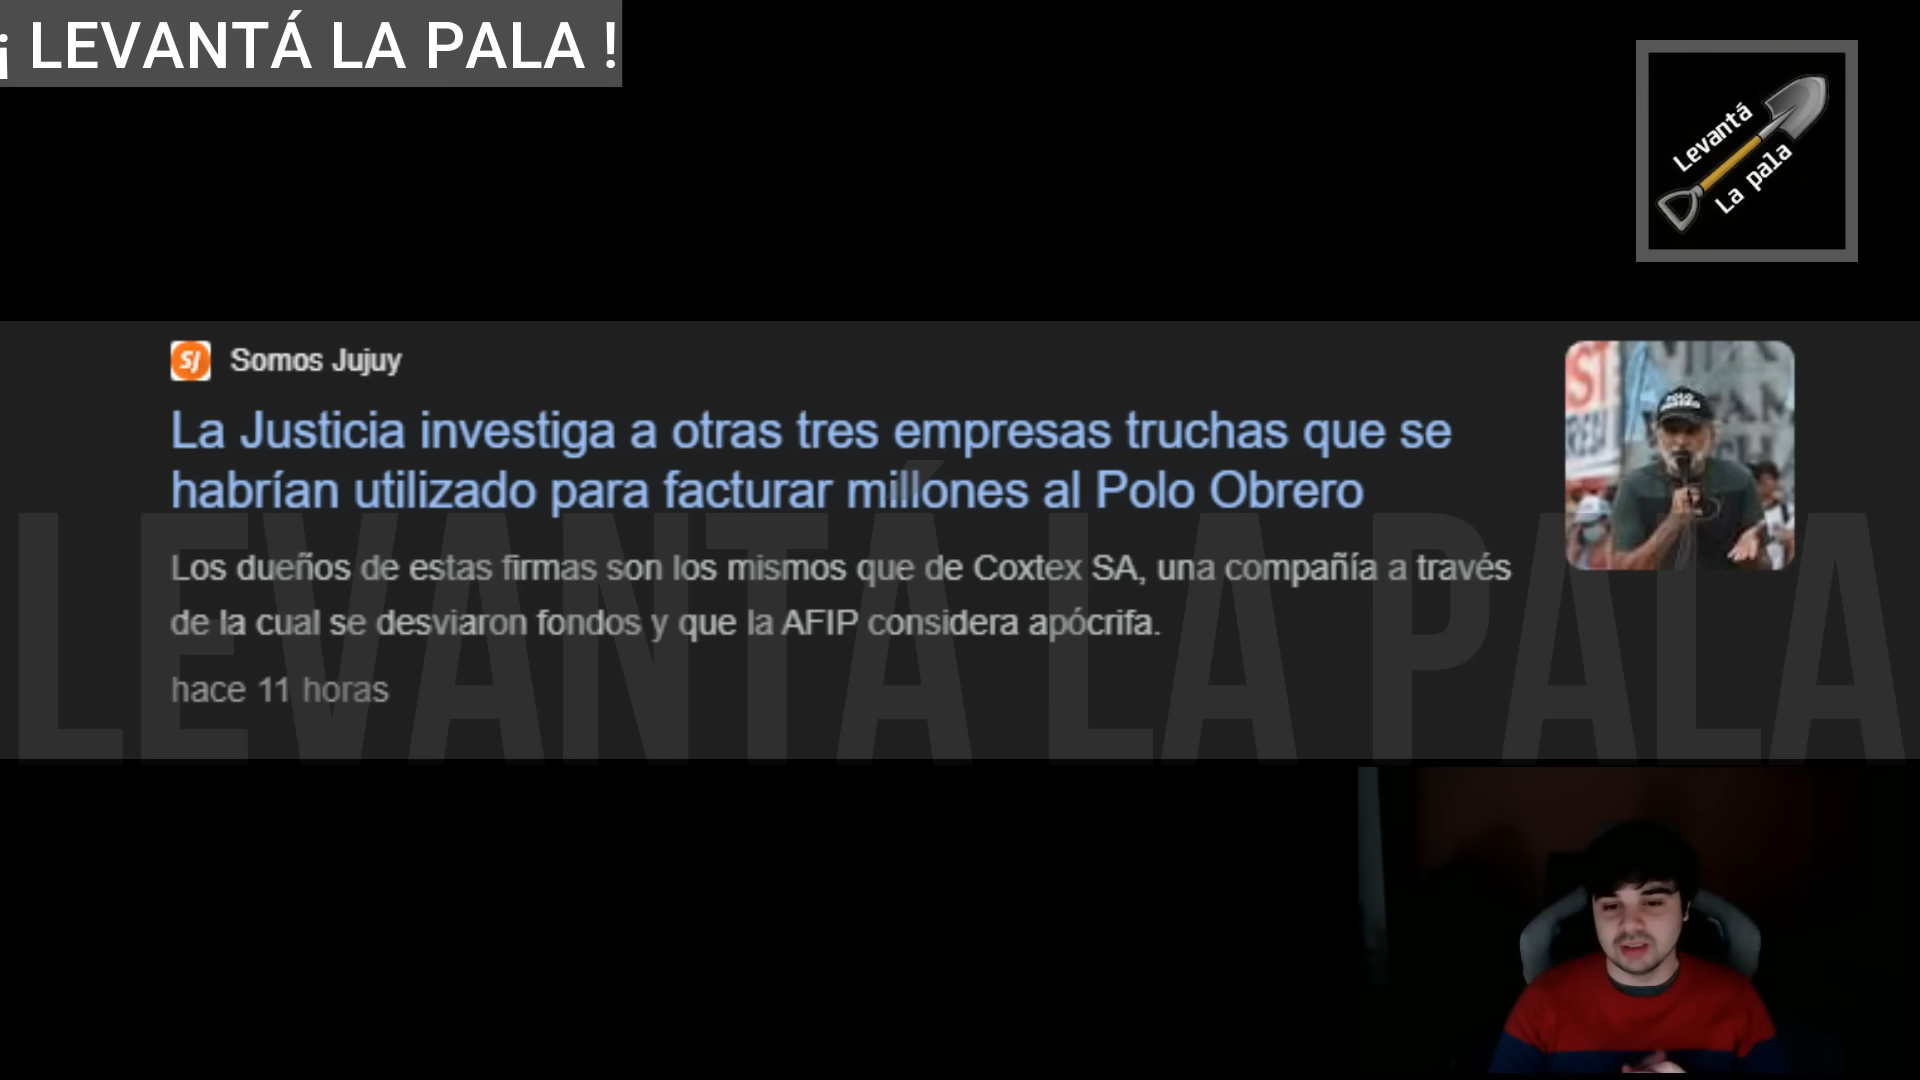 ¡ LEVANTÁ LA PALA !
Levantá
La pala
SJ Somos Jujuy
La Justicia investiga a otras tres empresas truchas que se
habrían utilizado para facturar millones al Polo Obrero
Los dueños de estas firmas son los mismos que de Coxtex SA, una compañía a través
de la cual se desviaron fondos y que la AFIP considera apócrifa.
hace 11 horas
LEVANTÁ LA PALA